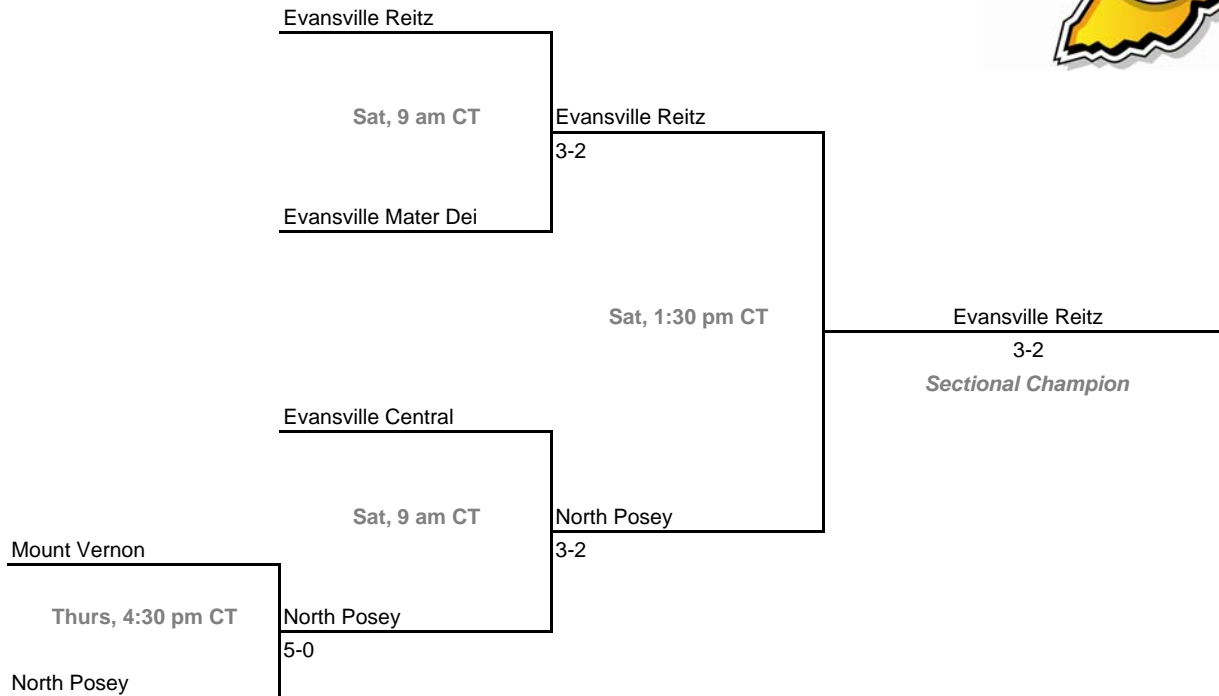 Evansville Reitz
Sat, 9 am CT
Evansville Reitz
3-2
Evansville Mater Dei
Sat, 1:30 pm CT
Evansville Reitz
3-2
Sectional Champion
Evansville Central
Sat, 9 am CT
North Posey
3-2
Mount Vernon
Thurs, 4:30 pm CT
North Posey
5-0
North Posey